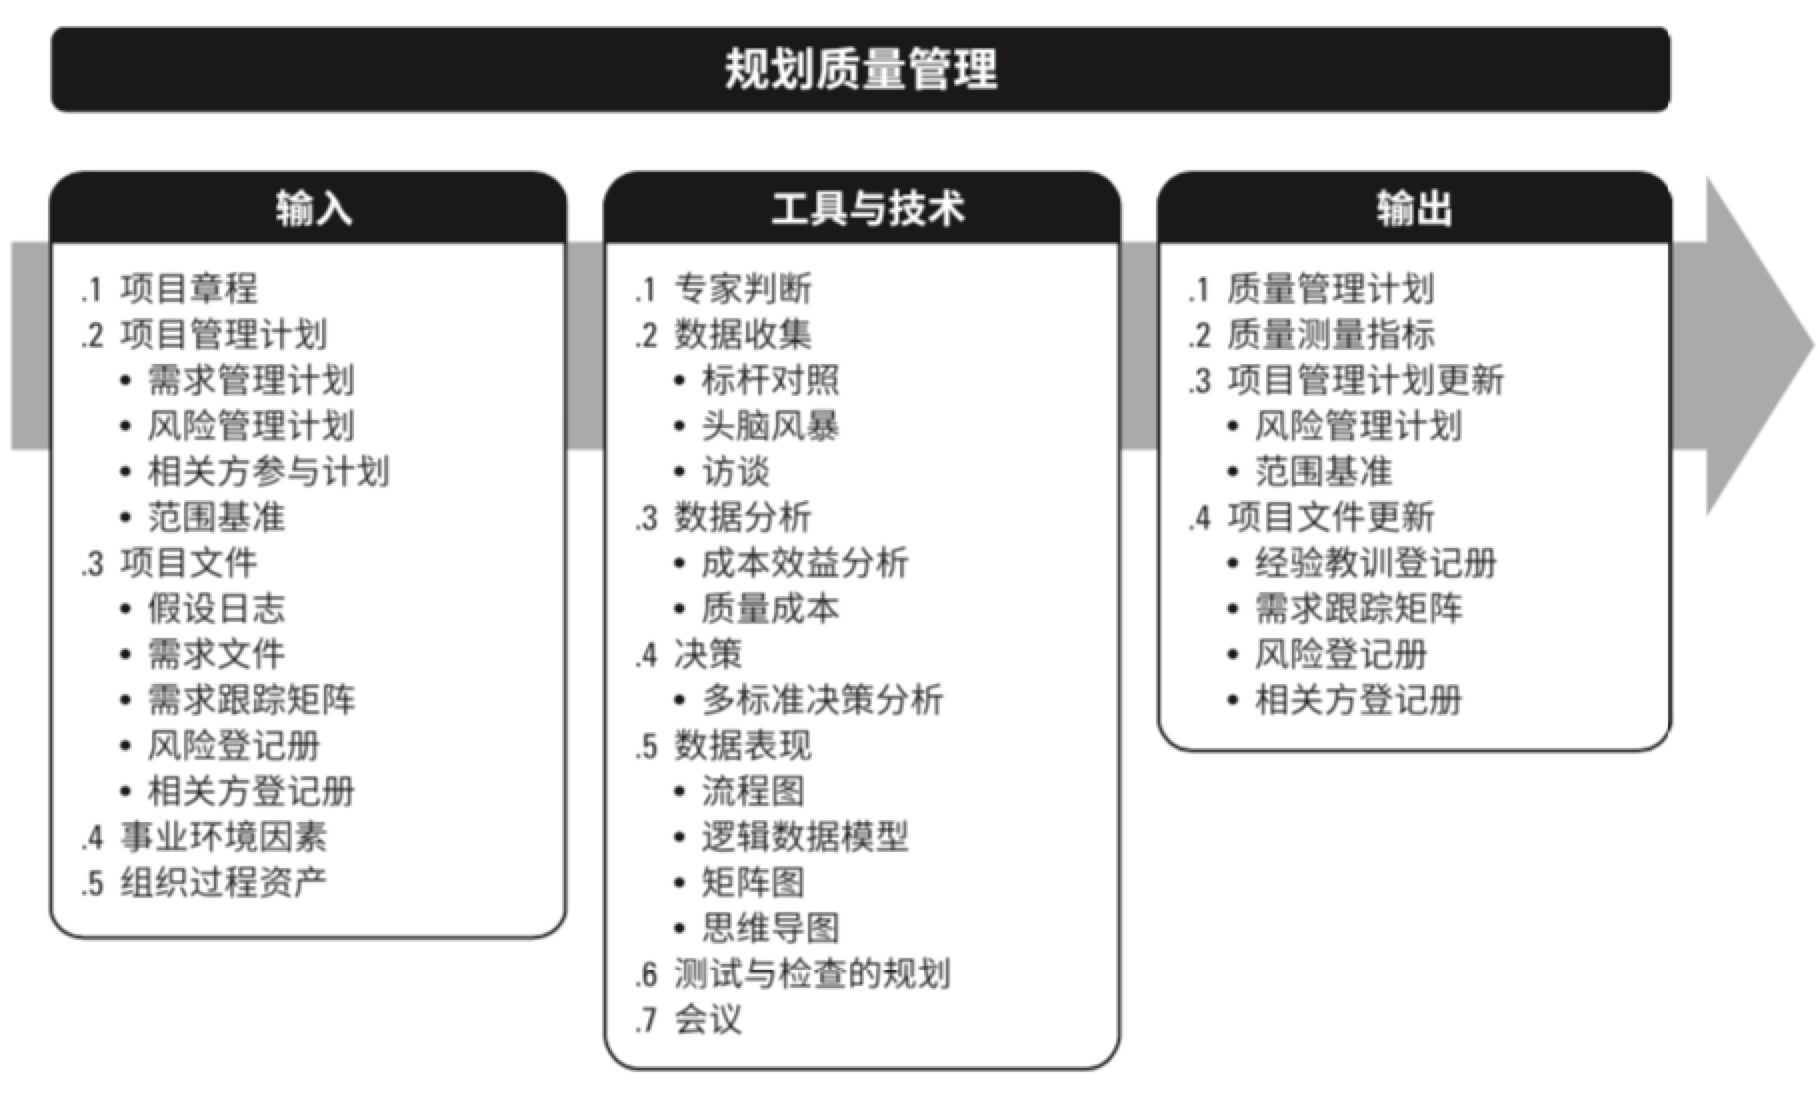 规划质量管理
输入
.1 项目章程
.2 项目管理计划
• 需求管理计划
• 风险管理计划
• 相关方参与计划
• 范围基准
.3 项目文件
• 假设日志
• 需求文件
• 需求跟踪矩阵
• 风险登记册
• 相关方登记册
.4 事业环境因素
.5 组织过程资产
工具与技术
.1 专家判断
.2 数据收集
• 标杆对照
• 头脑风暴
• 访谈
.3 数据分析
• 成本效益分析
• 质量成本
.4 决策
• 多标准决策分析
.5 数据表现
• 流程图
• 逻辑数据模型
• 矩阵图
• 思维导图
.6 测试与检查的规划
.7 会议
输出
.1 质量管理计划
.2 质量测量指标
.3 项目管理计划更新
• 风险管理计划
• 范围基准
.4 项目文件更新
• 经验教训登记册
• 需求跟踪矩阵
• 风险登记册
• 相关方登记册